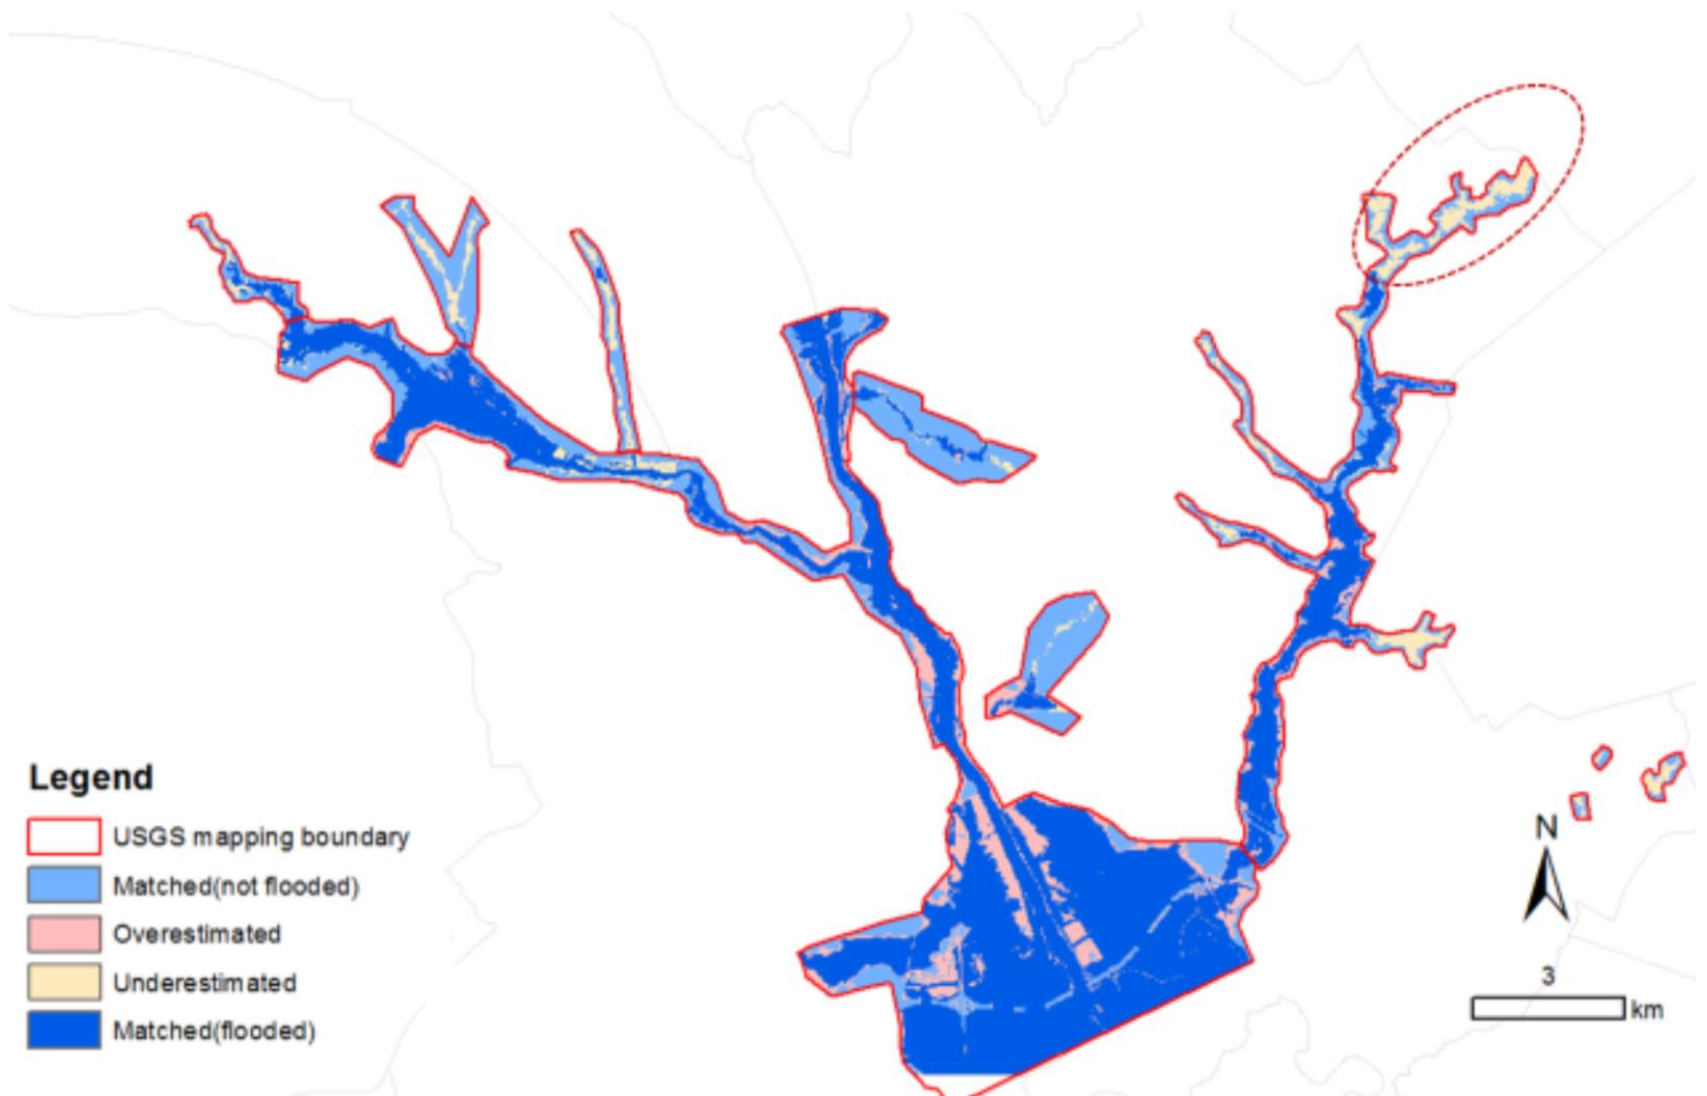 Legend
USGS mapping boundary
Matched(not flooded)
Overestimated
Underestimated
Matched(flooded)
N
3
km